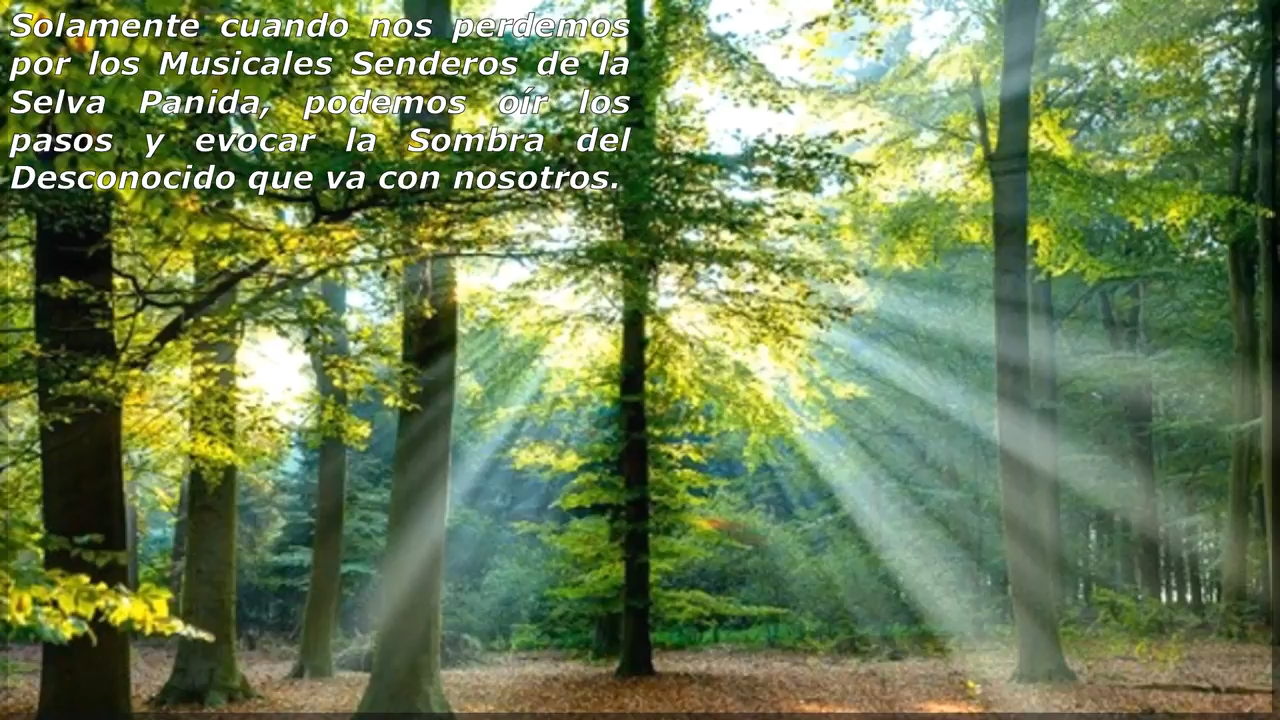 Solamente cuando nos perdemos
por los Musicales Senderos de la
Selva Panida, podemos oír los
pasos y evocar la Sombra del
Desconocido que va con nosotros.